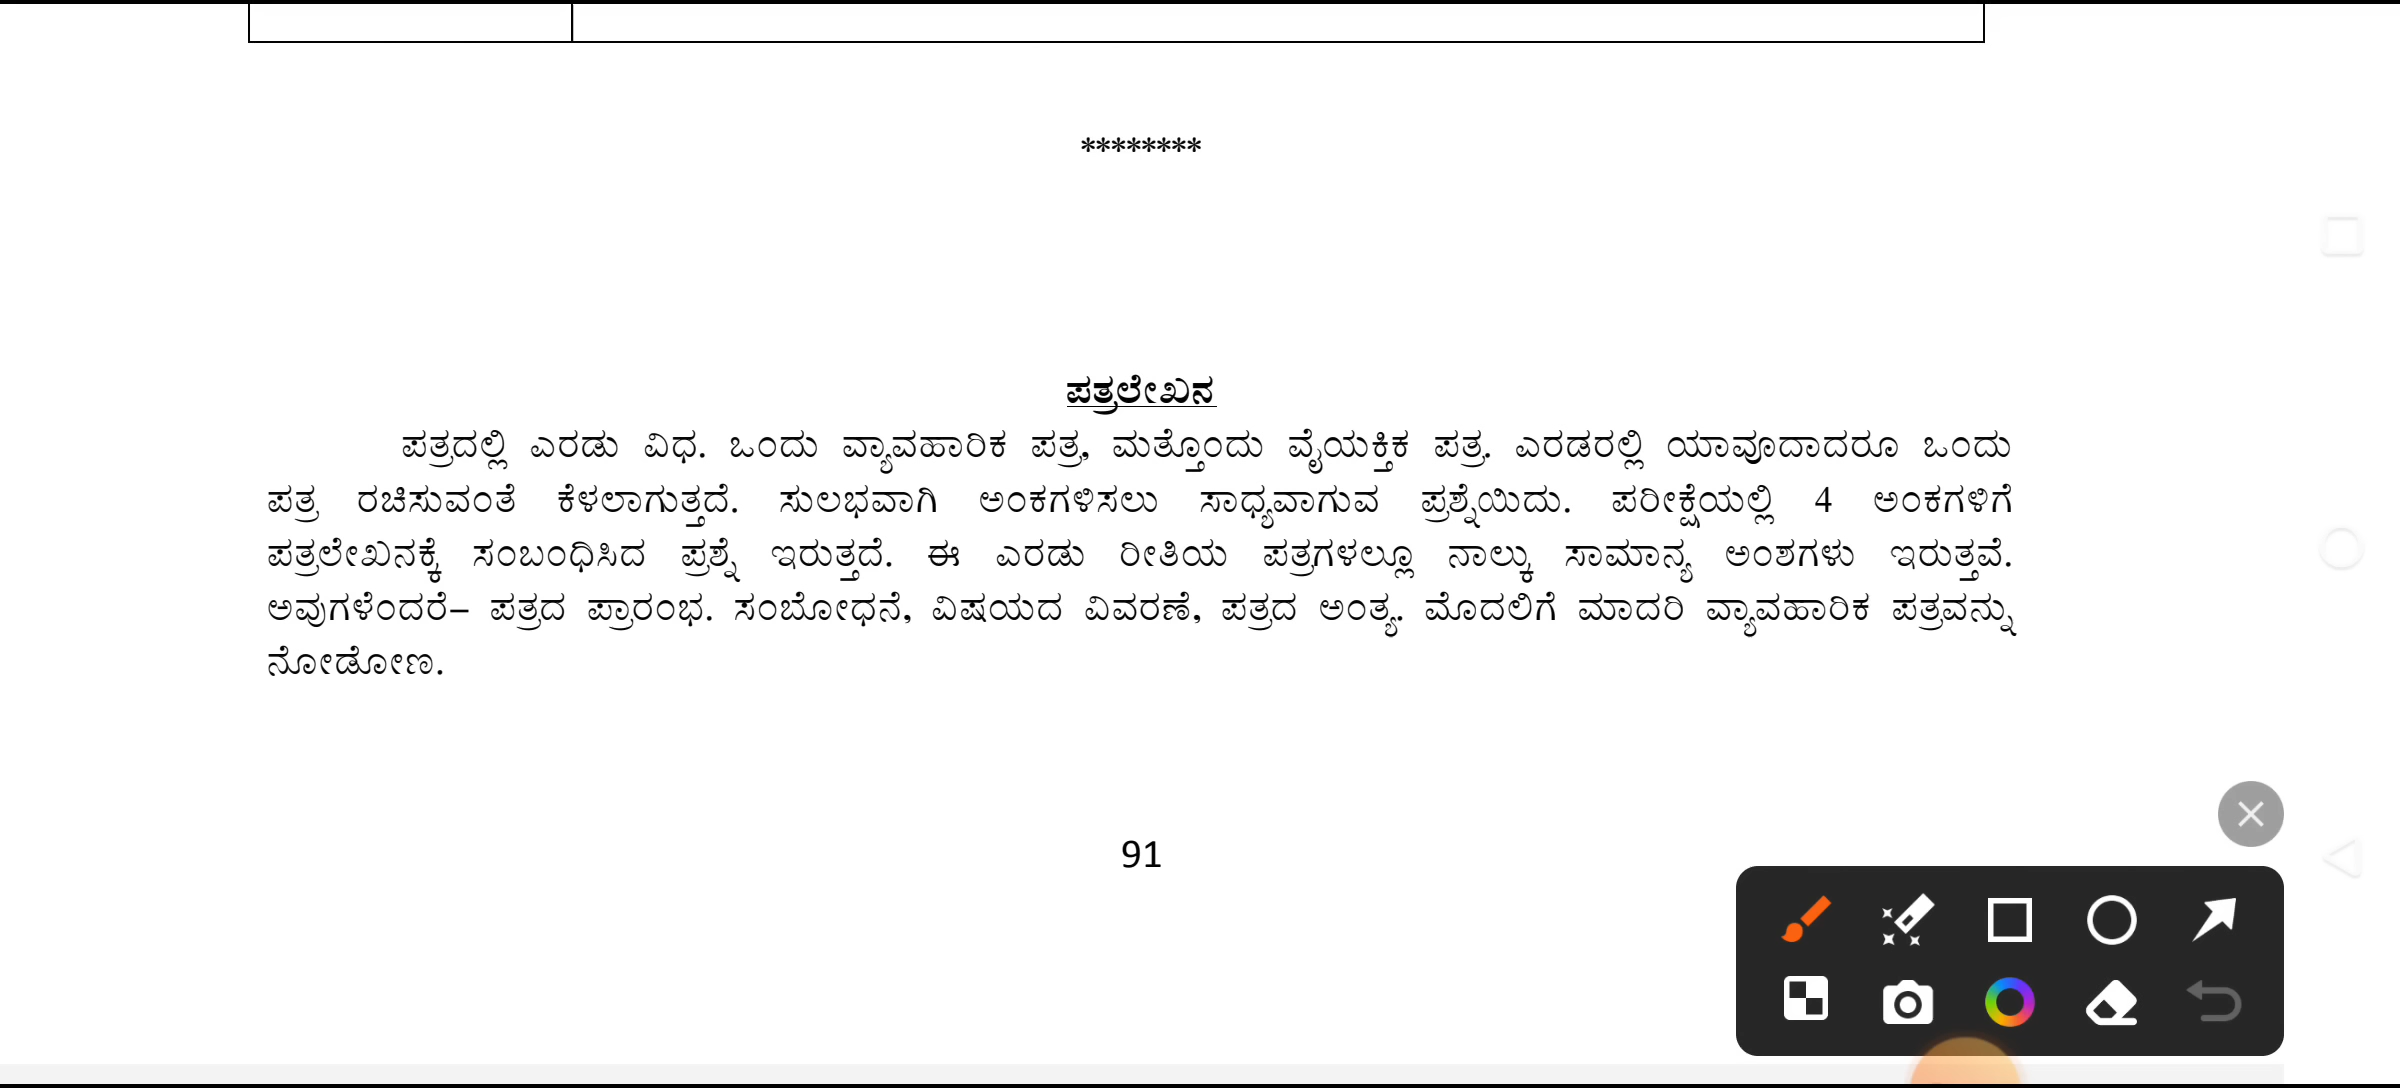 ********
ಪತ್ರಲೇಖನ
ಪತ್ರದಲ್ಲಿ ಎರಡು ವಿಧ. ಒಂದು ವ್ಯಾವಹಾರಿಕ ಪತ್ರ, ಮತ್ತೊಂದು ವೈಯಕ್ತಿಕ ಪತ್ರ. ಎರಡರಲ್ಲಿ ಯಾವೂದಾದರೂ ಒಂದು
ಪತ್ರ ರಚಿಸುವಂತೆ ಕೆಳಲಾಗುತ್ತದೆ. ಸುಲಭವಾಗಿ ಅಂಕಗಳಿಸಲು ಸಾಧ್ಯವಾಗುವ ಪ್ರಶ್ನೆಯಿದು. ಪರೀಕ್ಷೆಯಲ್ಲಿ 4 ಅಂಕಗಳಿಗೆ
ಪತ್ರಲೇಖನಕ್ಕೆ ಸಂಬಂಧಿಸಿದ ಪ್ರಶ್ನೆ ಇರುತ್ತದೆ. ಈ ಎರಡು ರೀತಿಯ ಪತ್ರಗಳಲ್ಲೂ ನಾಲ್ಕು ಸಾಮಾನ್ಯ ಅಂಶಗಳು ಇರುತ್ತವೆ.
ಅವುಗಳೆಂದರೆ– ಪತ್ರದ ಪ್ರಾರಂಭ. ಸಂಬೋಧನೆ, ವಿಷಯದ ವಿವರಣೆ, ಪತ್ರದ ಅಂತ್ಯ. ಮೊದಲಿಗೆ ಮಾದರಿ ವ್ಯಾವಹಾರಿಕ ಪತ್ರವನ್ನು
ನೋಡೋಣ.
91